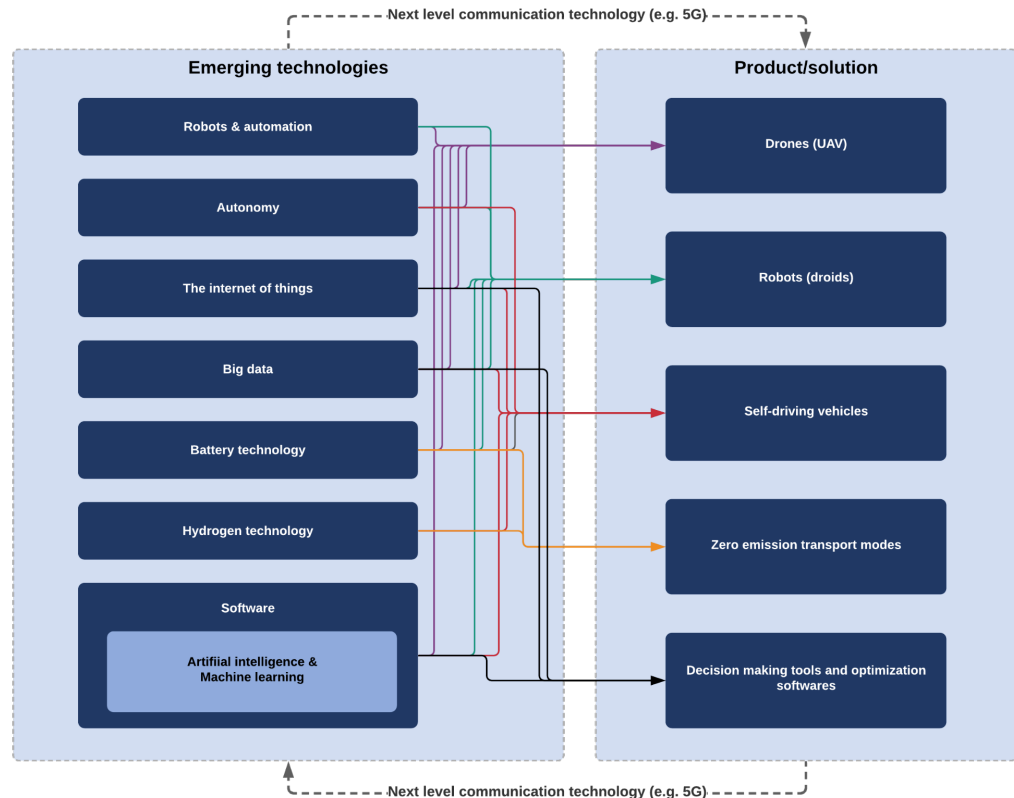 Next level communication technology (e.g. 5G)
Emerging technologies
Robots & automation
Autonomy
The internet of things
Big data
Battery technology
Hydrogen technology
Software
Artifiial intelligence &
Machine learning
Product/solution
Drones (UAV)
Robots (droids)
Self-driving vehicles
Zero emission transport modes
Decision making tools and optimization
softwares
Next level communication technology (e.g. 5G)